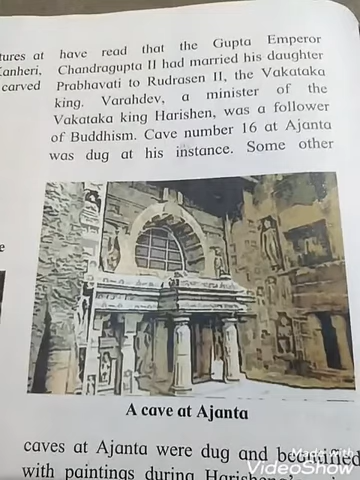 tures at
Kanheri,
carved
have read that the Gupta Emperor
Chandragupta II had married his daughter
Prabhavati to Rudrasen II, the Vakataka
king. Varahdev, a minister of the
Vakataka king Harishen, was a follower
of Buddhism. Cave number 16 at Ajanta
was dug at his instance. Some other
e
A cave at Ajanta
caves at Ajanta were dug and beautified
with paintings during Harishena's
Made with
VideoShow